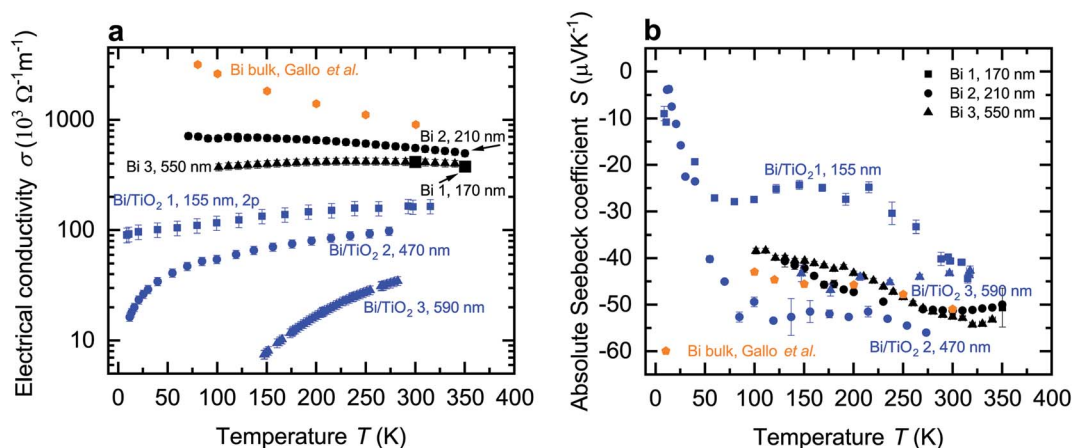 a
Electrical conductivity σ (10³ Ω⁻¹m⁻¹)
1000
100
10
Bi bulk, Gallo et al.
Bi 2, 210 nm
Bi 3, 550 nm
Bi 1, 170 nm
Bi/TiO₂ 1, 155 nm, 2p
Bi/TiO₂ 2, 470 nm
Bi/TiO₂ 3, 590 nm
0 50 100 150 200 250 300 350 400
Temperature T (K)
b
Absolute Seebeck coefficient S (μVK⁻¹)
0
-10
-20
-30
-40
-50
-60
Bi 1, 170 nm
Bi 2, 210 nm
Bi 3, 550 nm
Bi/TiO₂1, 155 nm
Bi/TiO₂ 3, 590 nm
Bi/TiO₂ 2, 470 nm
Bi bulk, Gallo et al.
0 50 100 150 200 250 300 350 400
Temperature T (K)